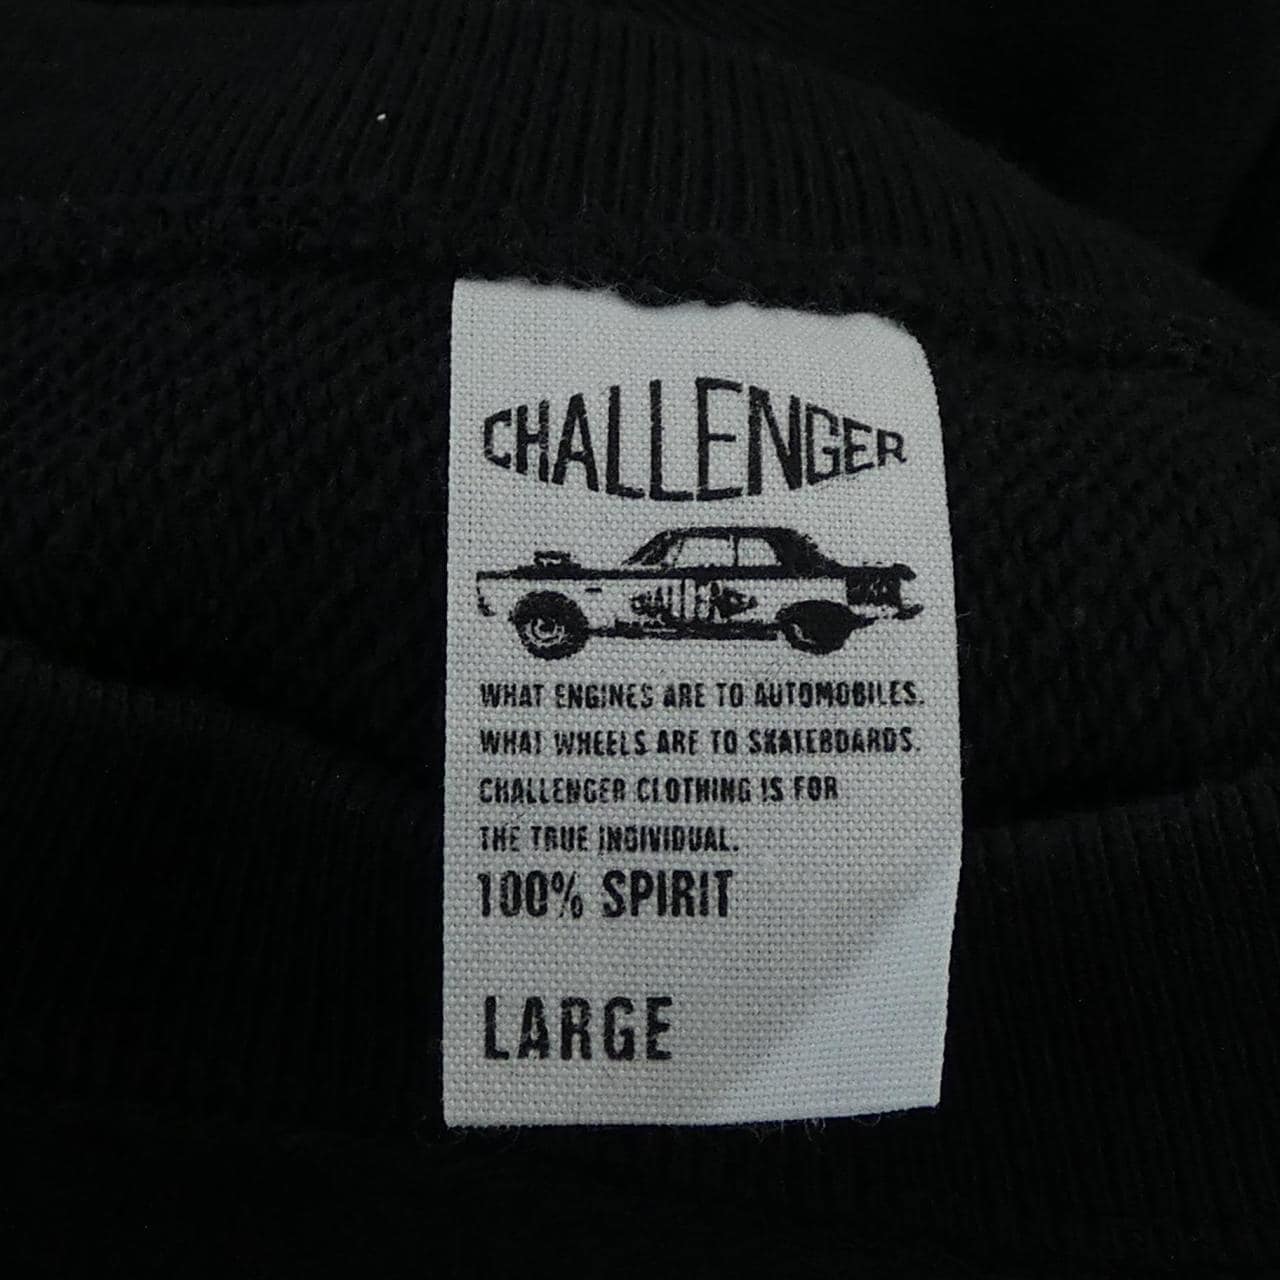 CHALLENGER
CHALLENGER
WHAT ENGINES ARE TO AUTOMOBILES.
WHAT WHEELS ARE TO SKATEBOARDS.
CHALLENGER CLOTHING IS FOR
THE TRUE INDIVIDUAL.
100% SPIRIT
LARGE